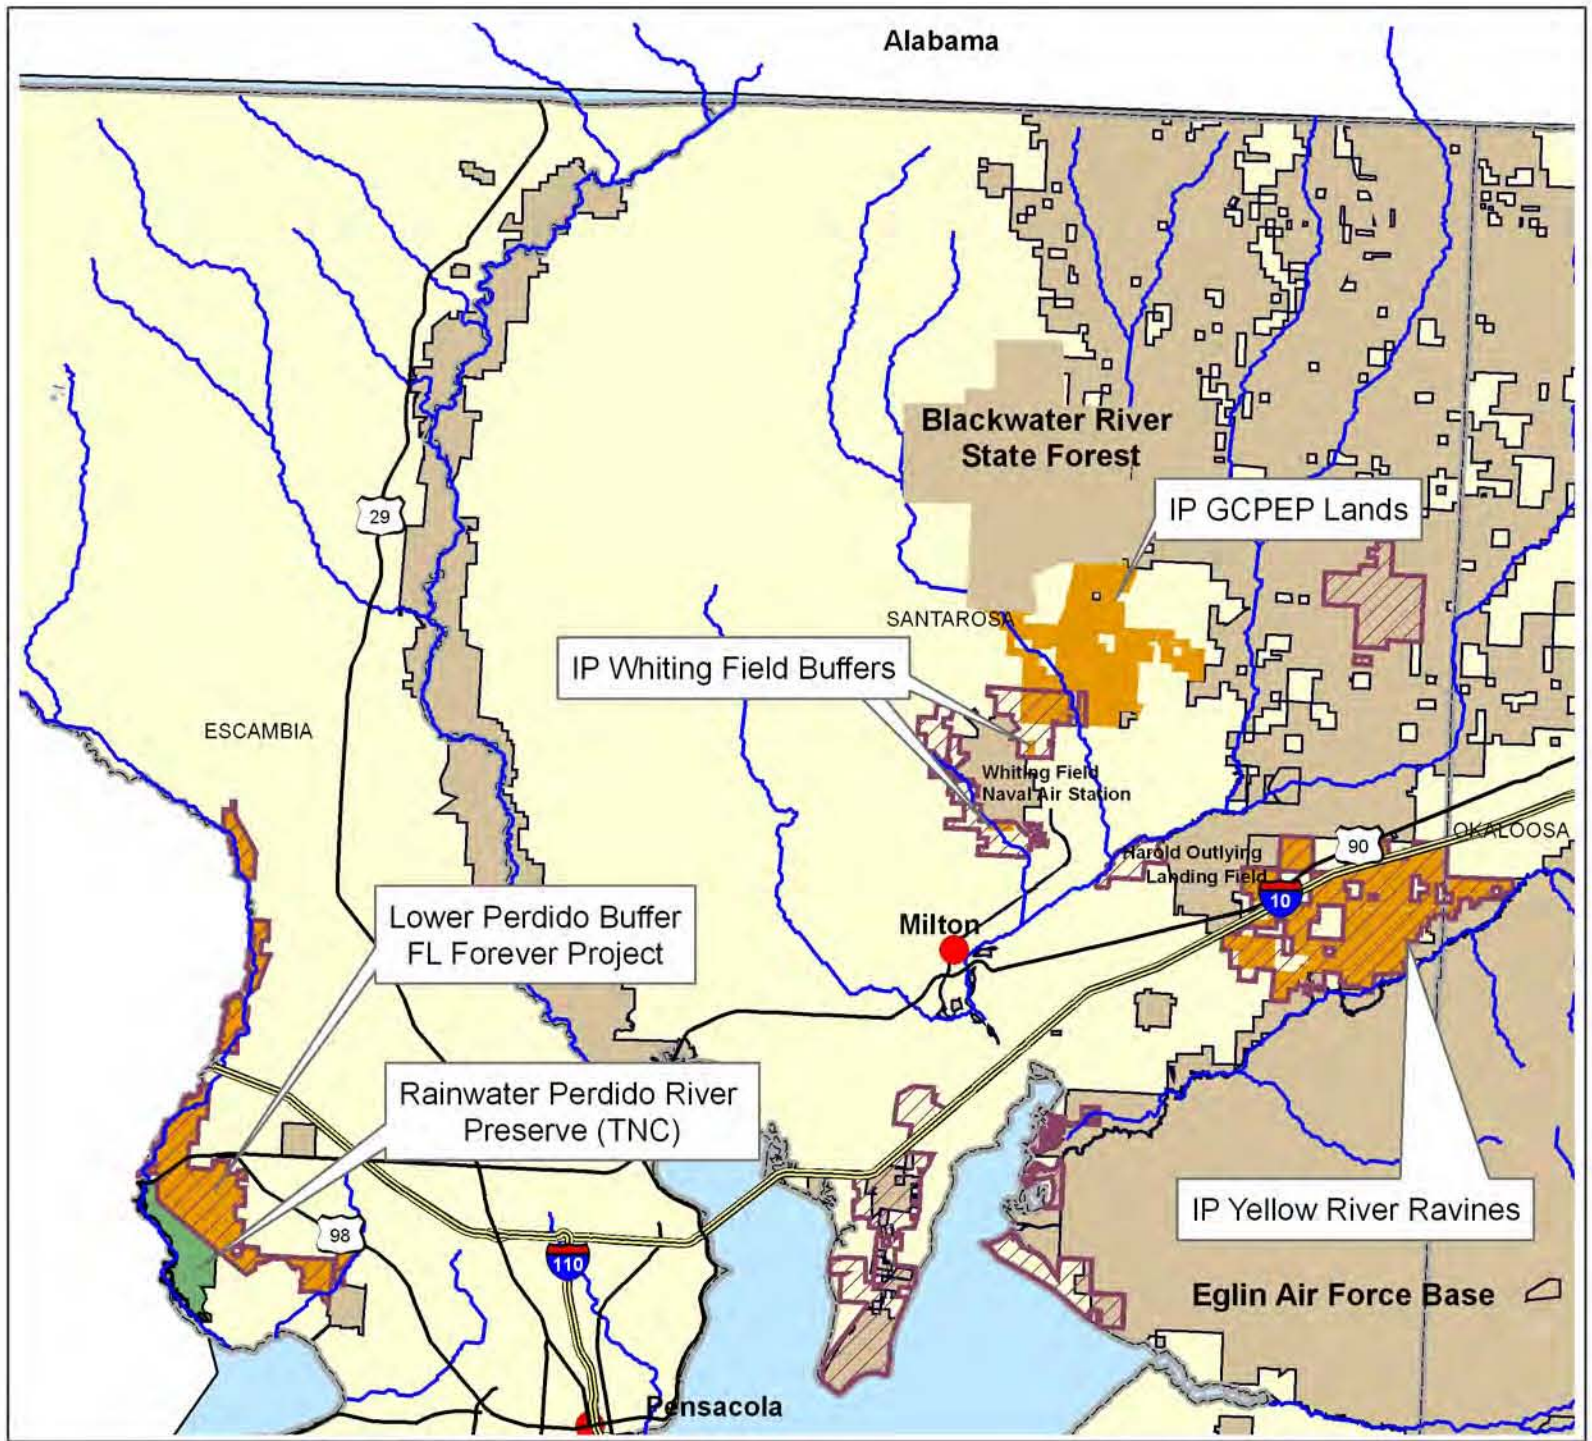 Alabama
Blackwater River
State Forest
IP GCPEP Lands
29
SANTAROSA
IP Whiting Field Buffers
ESCAMBIA
Whiting Field
Naval Air Station
OKALOOSA
90
Harold Outlying
Landing Field
10
Lower Perdido Buffer
FL Forever Project
Milton
Rainwater Perdido River
Preserve (TNC)
IP Yellow River Ravines
98
110
Eglin Air Force Base
Pensacola